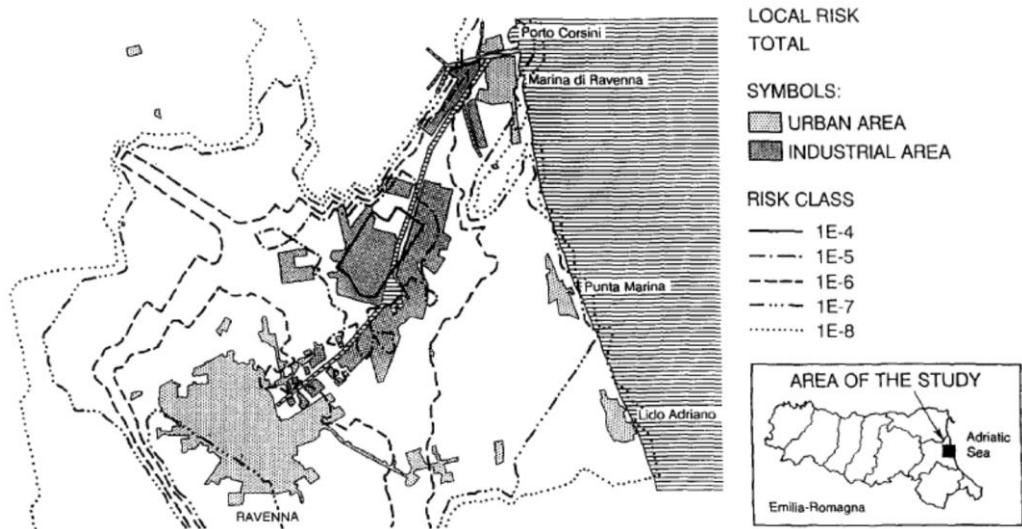 Porto Corsini
Marina di Ravenna
Punta Marina
Lido Adriano
RAVENNA
LOCAL RISK
TOTAL
SYMBOLS:
URBAN AREA
INDUSTRIAL AREA
RISK CLASS
1E-4
1E-5
1E-6
1E-7
1E-8
AREA OF THE STUDY
Adriatic
Sea
Emilia-Romagna